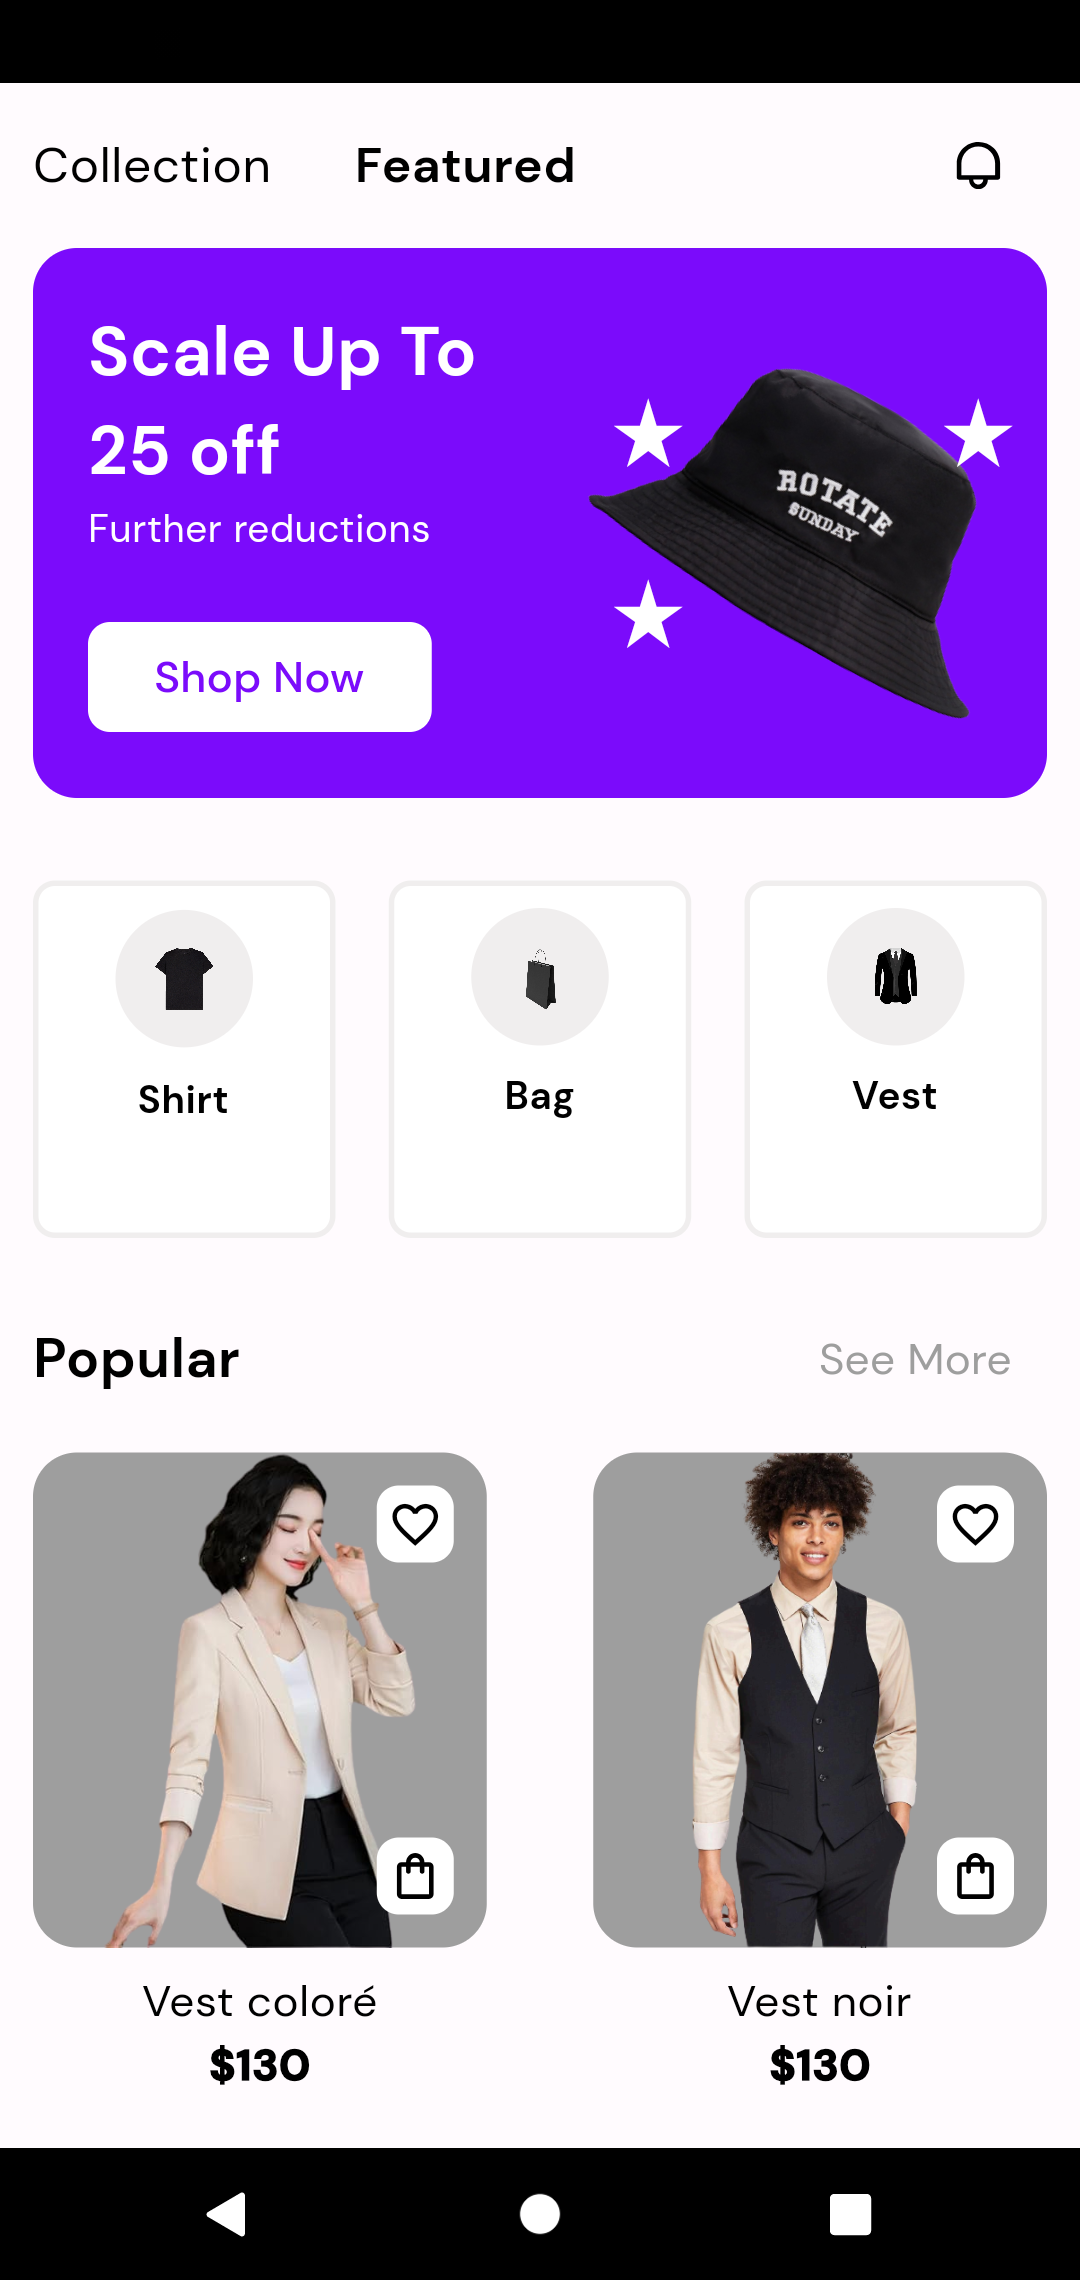 Collection Featured
Scale Up To
25 off
Further reductions
ROTATE
SUNDAY
Shop Now
Shirt
Bag
Vest
Popular
See More
Vest coloré
$130
Vest noir
$130